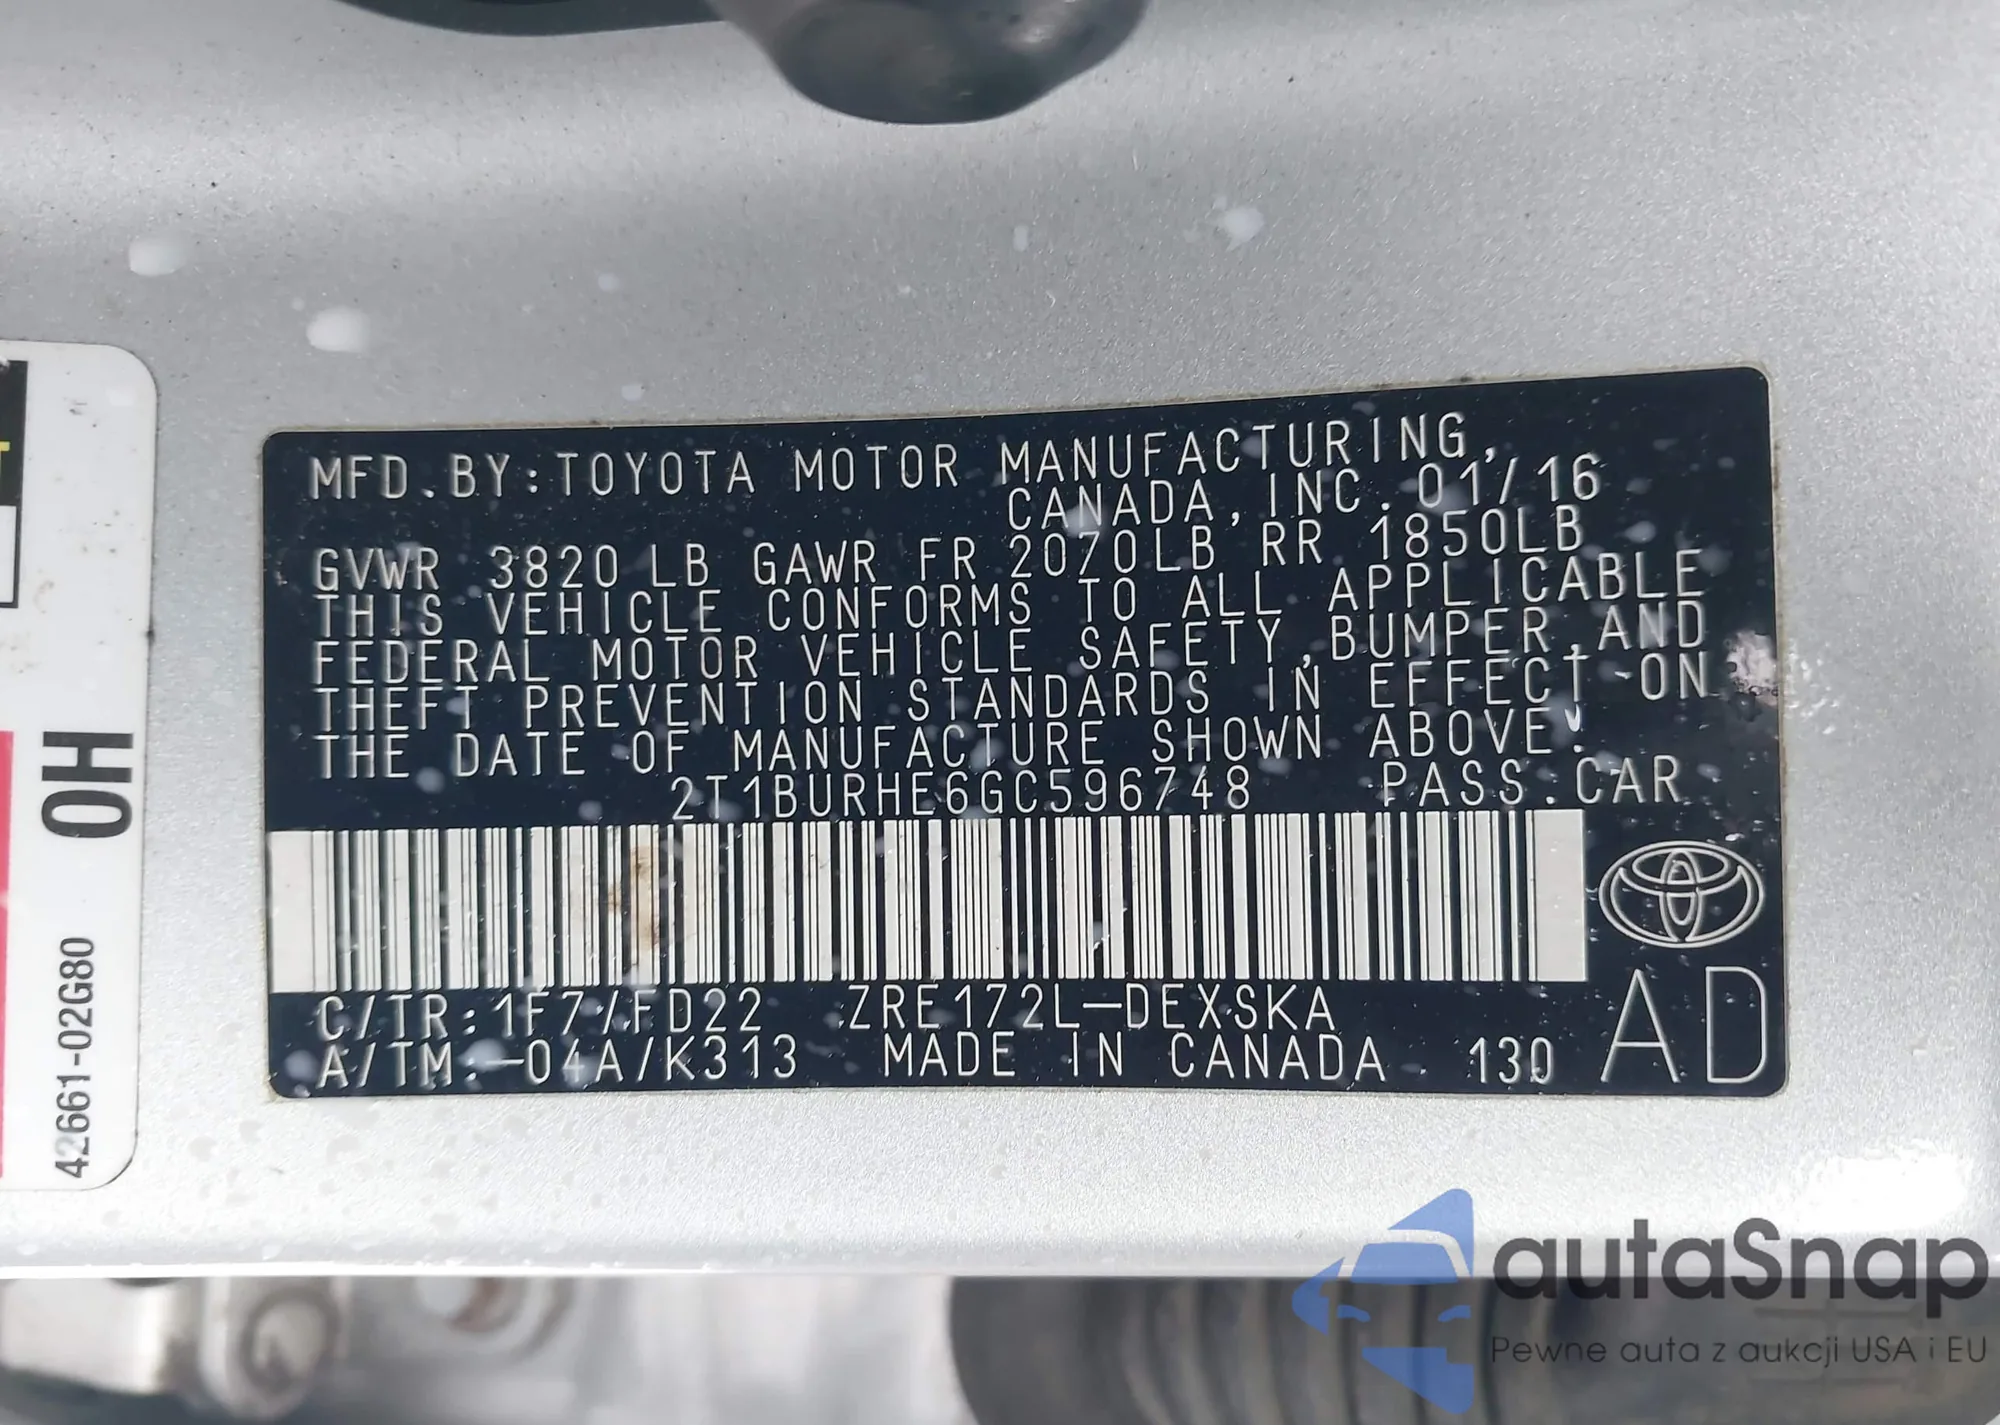 MFD.BY:TOYOTA MOTOR MANUFACTURING,
CANADA,INC. 01/16
GVWR 3820LB GAWR FR 2070LB RR 1850LB
THIS VEHICLE CONFORMS TO ALL APPLICABLE
FEDERAL MOTOR VEHICLE SAFETY,BUMPER,AND
THEFT PREVENTION STANDARDS IN EFFECT ON
THE DATE OF MANUFACTURE SHOWN ABOVE.
2T1BURHE6GC596748 PASS.CAR
C/TR:1F7/FD22 ZRE172L-DEXSKA
A/TM:-04A/K313 MADE IN CANADA 130
AD
0H
42661-02G80
autaSnap
Pewne auta z aukcji USA i EU